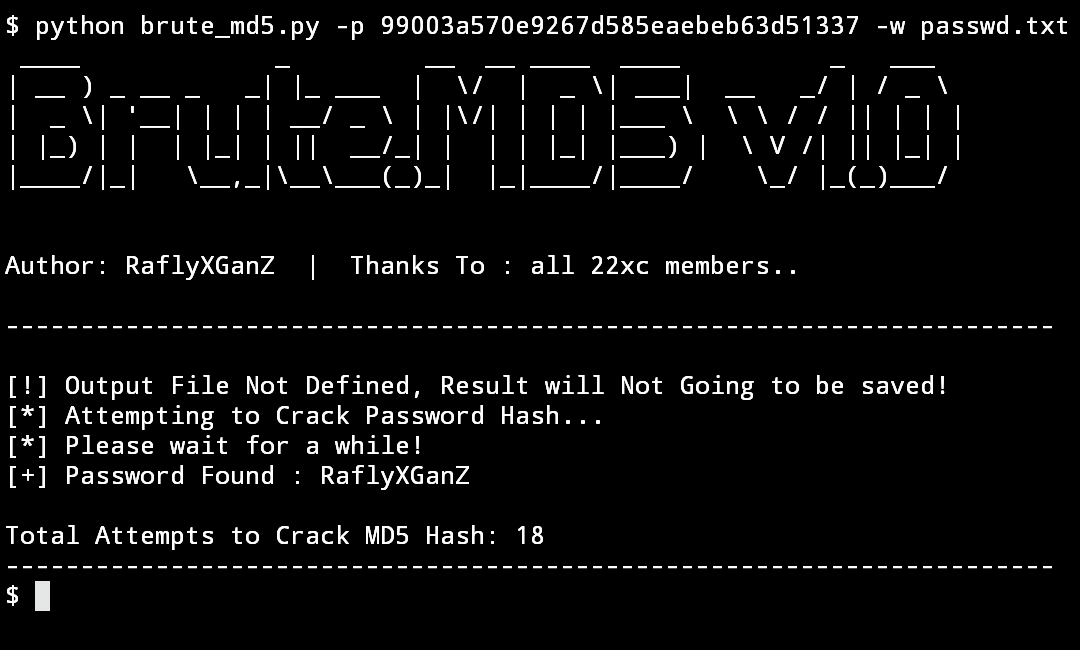 $ python brute_md5.py -p 99003a570e9267d585eaebeb63d51337 -w passwd.txt
Brute.MD5 v1.0
Author: RaflyXGanZ | Thanks To : all 22xc members..
-----------------------------------------------------------------------
[!] Output File Not Defined, Result will Not Going to be saved!
[*] Attempting to Crack Password Hash...
[*] Please wait for a while!
[+] Password Found : RaflyXGanZ
Total Attempts to Crack MD5 Hash: 18
-----------------------------------------------------------------------
$